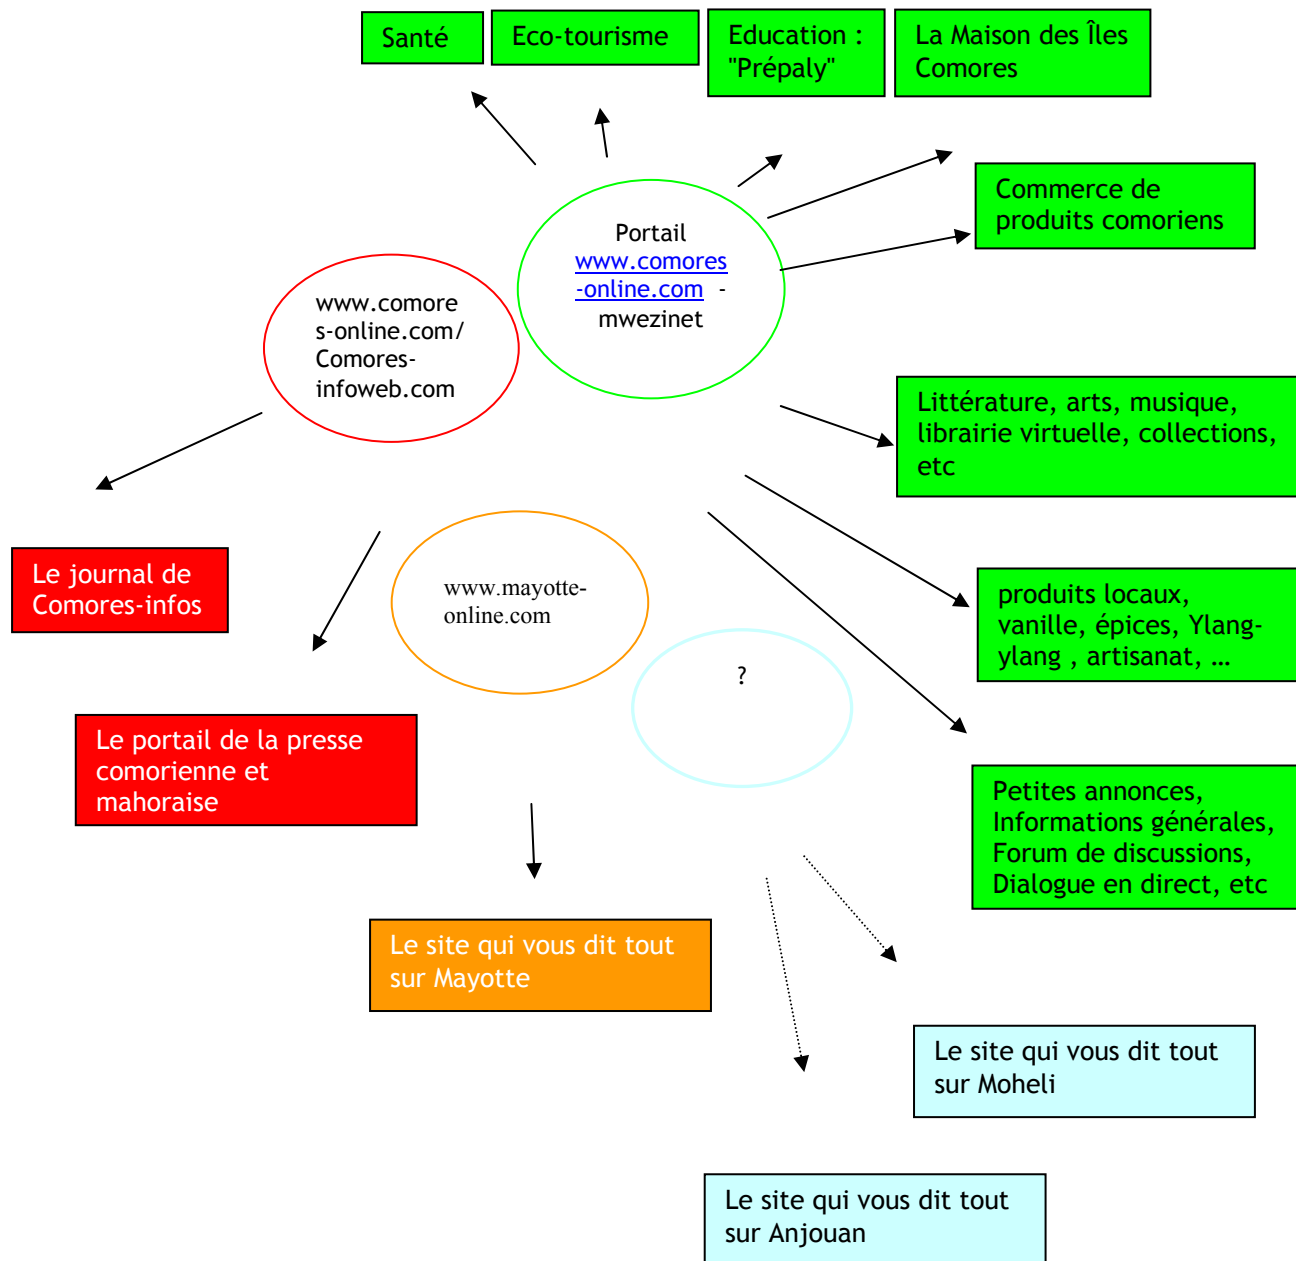 Santé
Eco-tourisme
Education :
"Prépaly"
La Maison des Îles
Comores
Commerce de
produits comoriens
Portail
www.comores
-online.com -
mwezinet
www.comore
s-online.com/
Comores-
infoweb.com
Littérature, arts, musique,
librairie virtuelle, collections,
etc
Le journal de
Comores-infos
www.mayotte-
online.com
produits locaux,
vanille, épices, Ylang-
ylang , artisanat, …
?
Le portail de la presse
comorienne et
mahoraise
Petites annonces,
Informations générales,
Forum de discussions,
Dialogue en direct, etc
Le site qui vous dit tout
sur Mayotte
Le site qui vous dit tout
sur Moheli
Le site qui vous dit tout
sur Anjouan